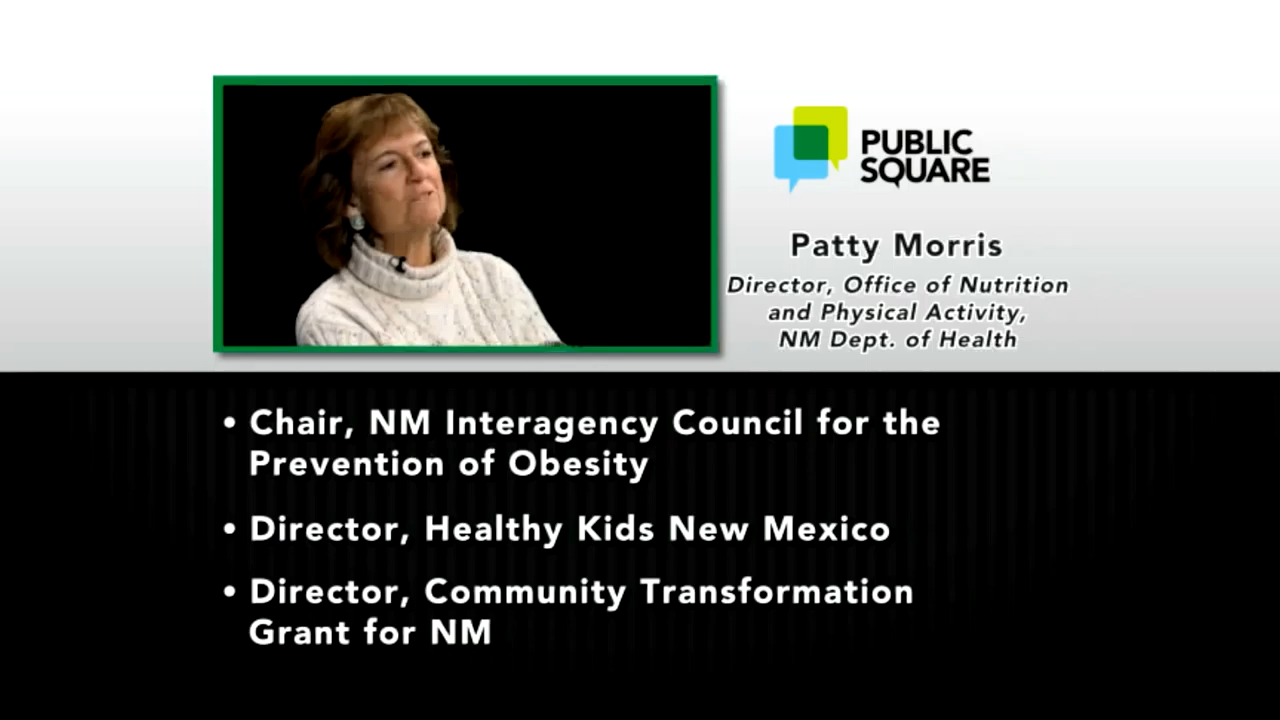 PUBLIC
SQUARE
Patty Morris
Director, Office of Nutrition
and Physical Activity,
NM Dept. of Health
• Chair, NM Interagency Council for the
Prevention of Obesity
• Director, Healthy Kids New Mexico
• Director, Community Transformation
Grant for NM